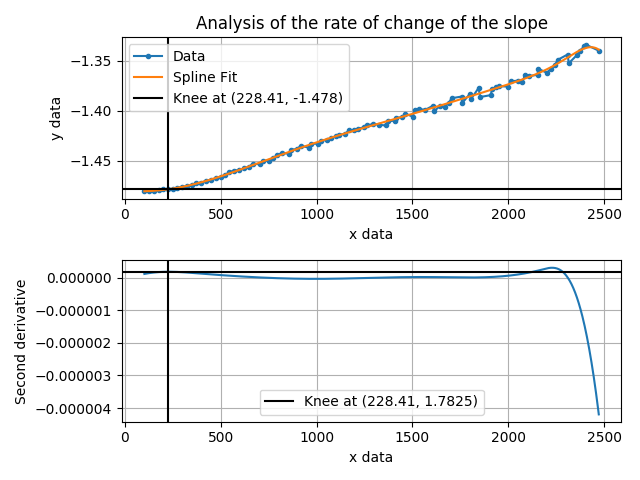 Analysis of the rate of change of the slope
Data
Spline Fit
Knee at (228.41, -1.478)
−1.35
−1.40
−1.45
y data
0 500 1000 1500 2000 2500
x data
0.000000
−0.000001
−0.000002
−0.000003
−0.000004
Second derivative
Knee at (228.41, 1.7825)
0 500 1000 1500 2000 2500
x data